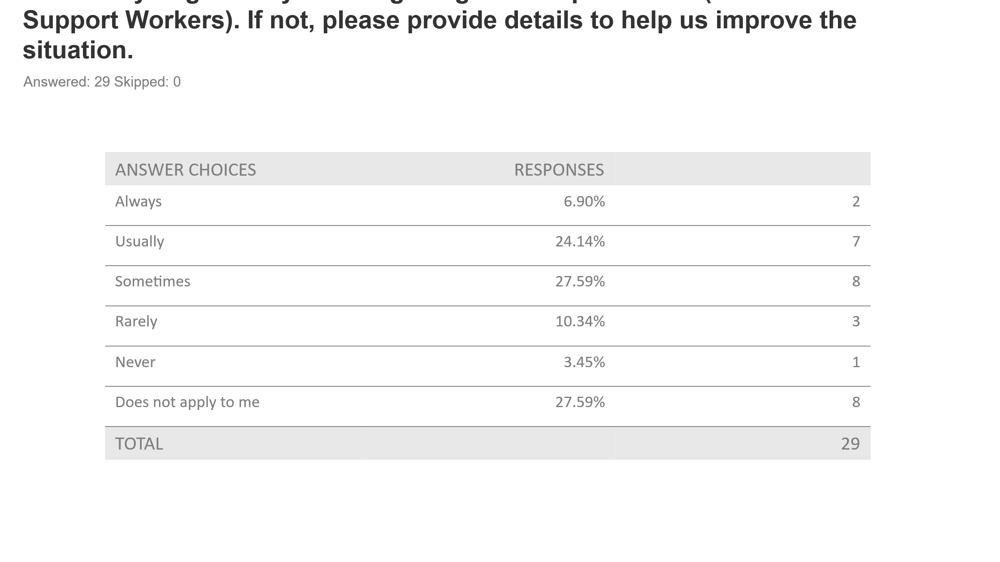 Support Workers). If not, please provide details to help us improve the
situation.
Answered: 29 Skipped: 0
ANSWER CHOICES RESPONSES
Always 6.90% 2
Usually 24.14% 7
Sometimes 27.59% 8
Rarely 10.34% 3
Never 3.45% 1
Does not apply to me 27.59% 8
TOTAL 29